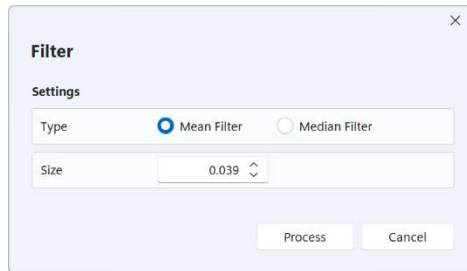 Filter
Settings
Type Mean Filter Median Filter
Size 0.039
Process Cancel